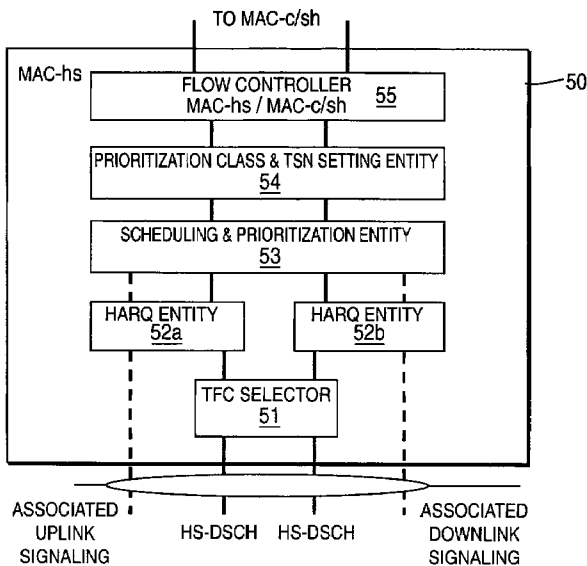 TO MAC-c/sh
MAC-hs
50
FLOW CONTROLLER
MAC-hs / MAC-c/sh 55
PRIORITIZATION CLASS & TSN SETTING ENTITY
54
SCHEDULING & PRIORITIZATION ENTITY
53
HARQ ENTITY
52a
HARQ ENTITY
52b
TFC SELECTOR
51
ASSOCIATED
UPLINK
SIGNALING
HS-DSCH
HS-DSCH
ASSOCIATED
DOWNLINK
SIGNALING